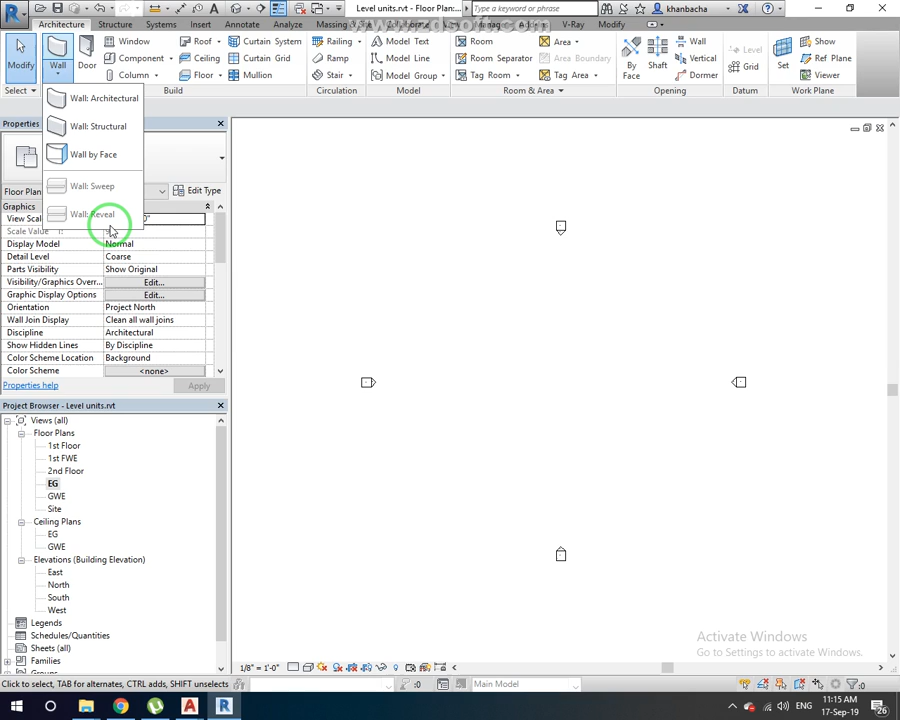 Level units.rvt - Floor Plan:...
Type a keyword or phrase
khanbacha
www.zdsoft.com
Architecture Structure Systems Insert Annotate Analyze Massing & Site Add-Ins V-Ray Modify
Modify
Wall
Door
Window
Component
Column
Roof
Ceiling
Floor
Curtain System
Curtain Grid
Mullion
Railing
Ramp
Stair
Model Text
Model Line
Model Group
Room
Room Separator
Tag Room
Area
Area Boundary
Tag Area
By
Face
Shaft
Wall
Vertical
Dormer
Level
Grid
Set
Show
Ref Plane
Viewer
Select
Build
Circulation
Model
Room & Area
Opening
Datum
Work Plane
Wall: Architectural
Wall: Structural
Wall by Face
Wall: Sweep
Wall: Reveal
Properties
Floor Plan
Edit Type
Graphics
View Scale
Scale Value 1:
Display Model Normal
Detail Level Coarse
Parts Visibility Show Original
Visibility/Graphics Overr... Edit...
Graphic Display Options Edit...
Orientation Project North
Wall Join Display Clean all wall joins
Discipline Architectural
Show Hidden Lines By Discipline
Color Scheme Location Background
Color Scheme <none>
Properties help Apply
Project Browser - Level units.rvt
Views (all)
Floor Plans
1st Floor
1st FWE
2nd Floor
EG
GWE
Site
Ceiling Plans
EG
GWE
Elevations (Building Elevation)
East
North
South
West
Legends
Schedules/Quantities
Sheets (all)
Families
Groups
Activate Windows
Go to Settings to activate Windows.
1/8" = 1'-0"
Click to select, TAB for alternates, CTRL adds, SHIFT unselects
:0
Main Model
:0
11:15 AM
17-Sep-19
26